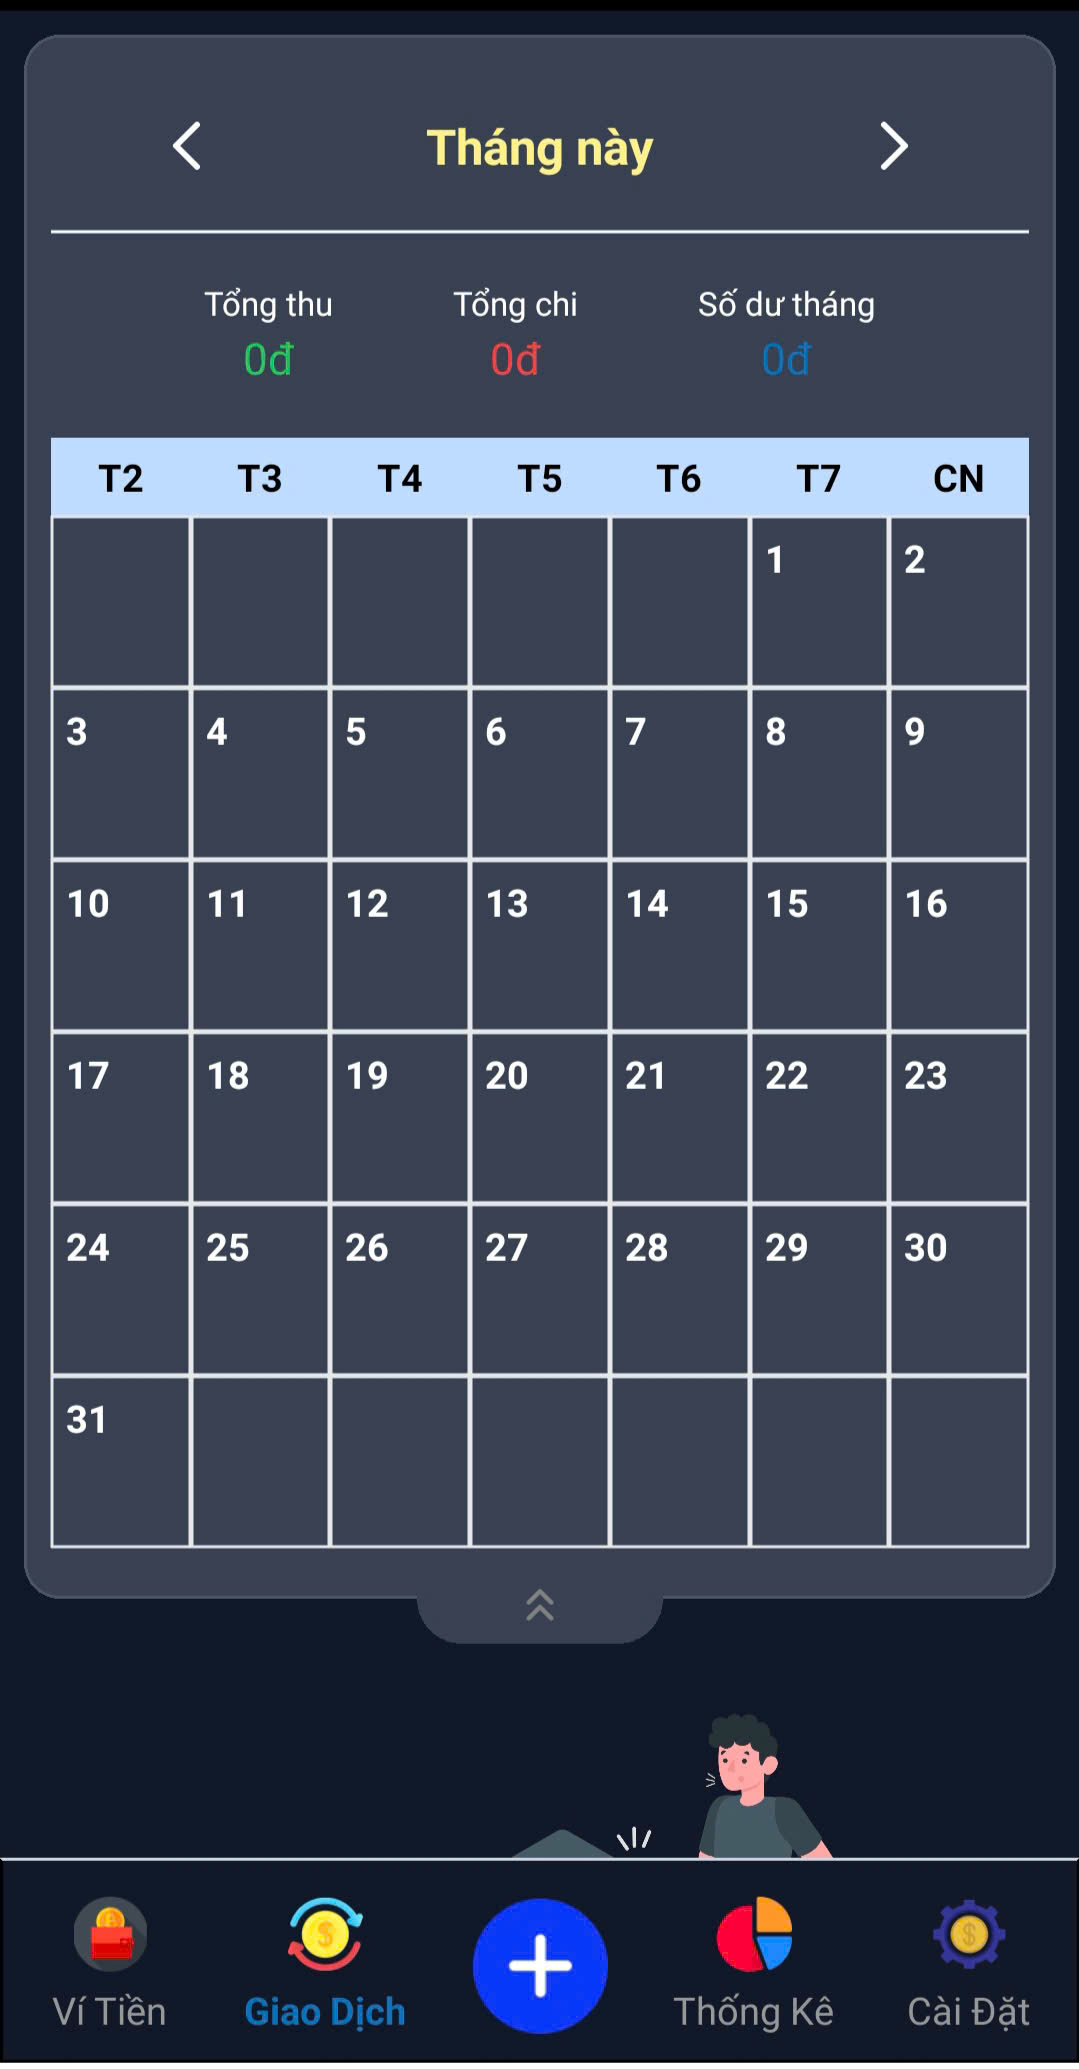 Tháng này
Tổng thu Tổng chi Số dư tháng
0đ 0đ 0đ
T2 T3 T4 T5 T6 T7 CN
1 2
3 4 5 6 7 8 9
10 11 12 13 14 15 16
17 18 19 20 21 22 23
24 25 26 27 28 29 30
31
Ví Tiền Giao Dịch Thống Kê Cài Đặt